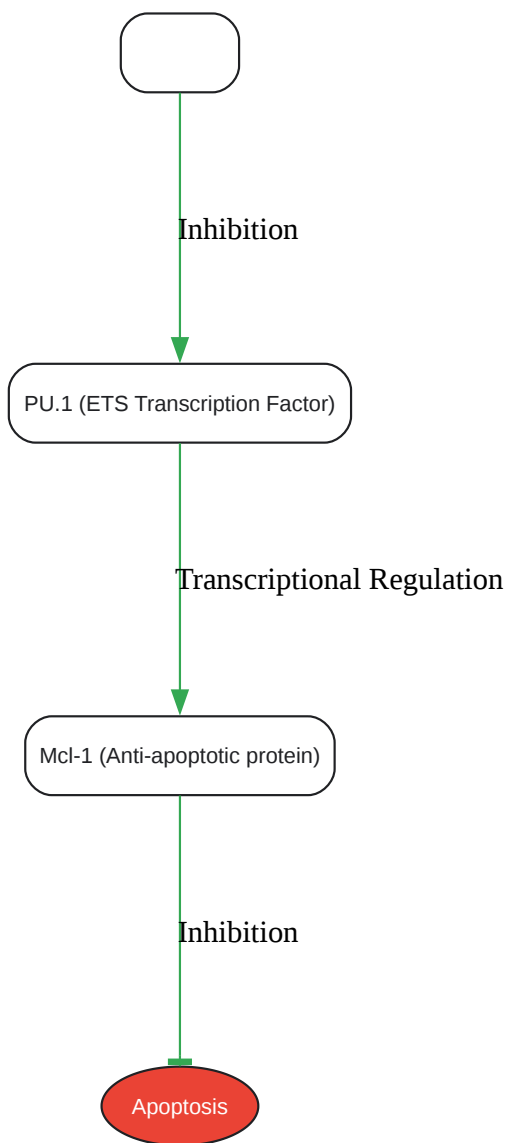 Inhibition
PU.1 (ETS Transcription Factor)
Transcriptional Regulation
Mcl-1 (Anti-apoptotic protein)
Inhibition
Apoptosis